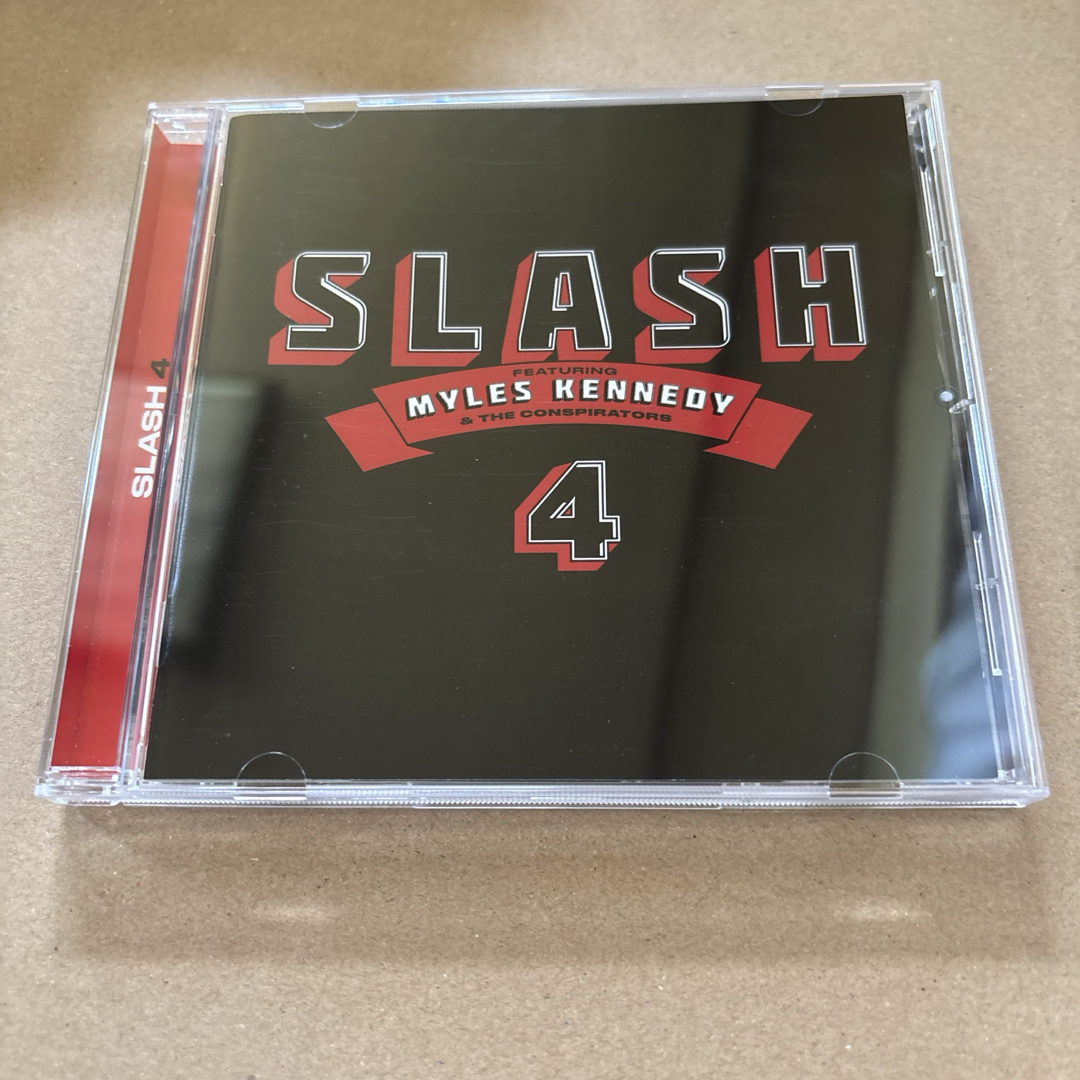 SLASH
FEATURING
MYLES KENNEDY
& THE CONSPIRATORS
4
SLASH 4